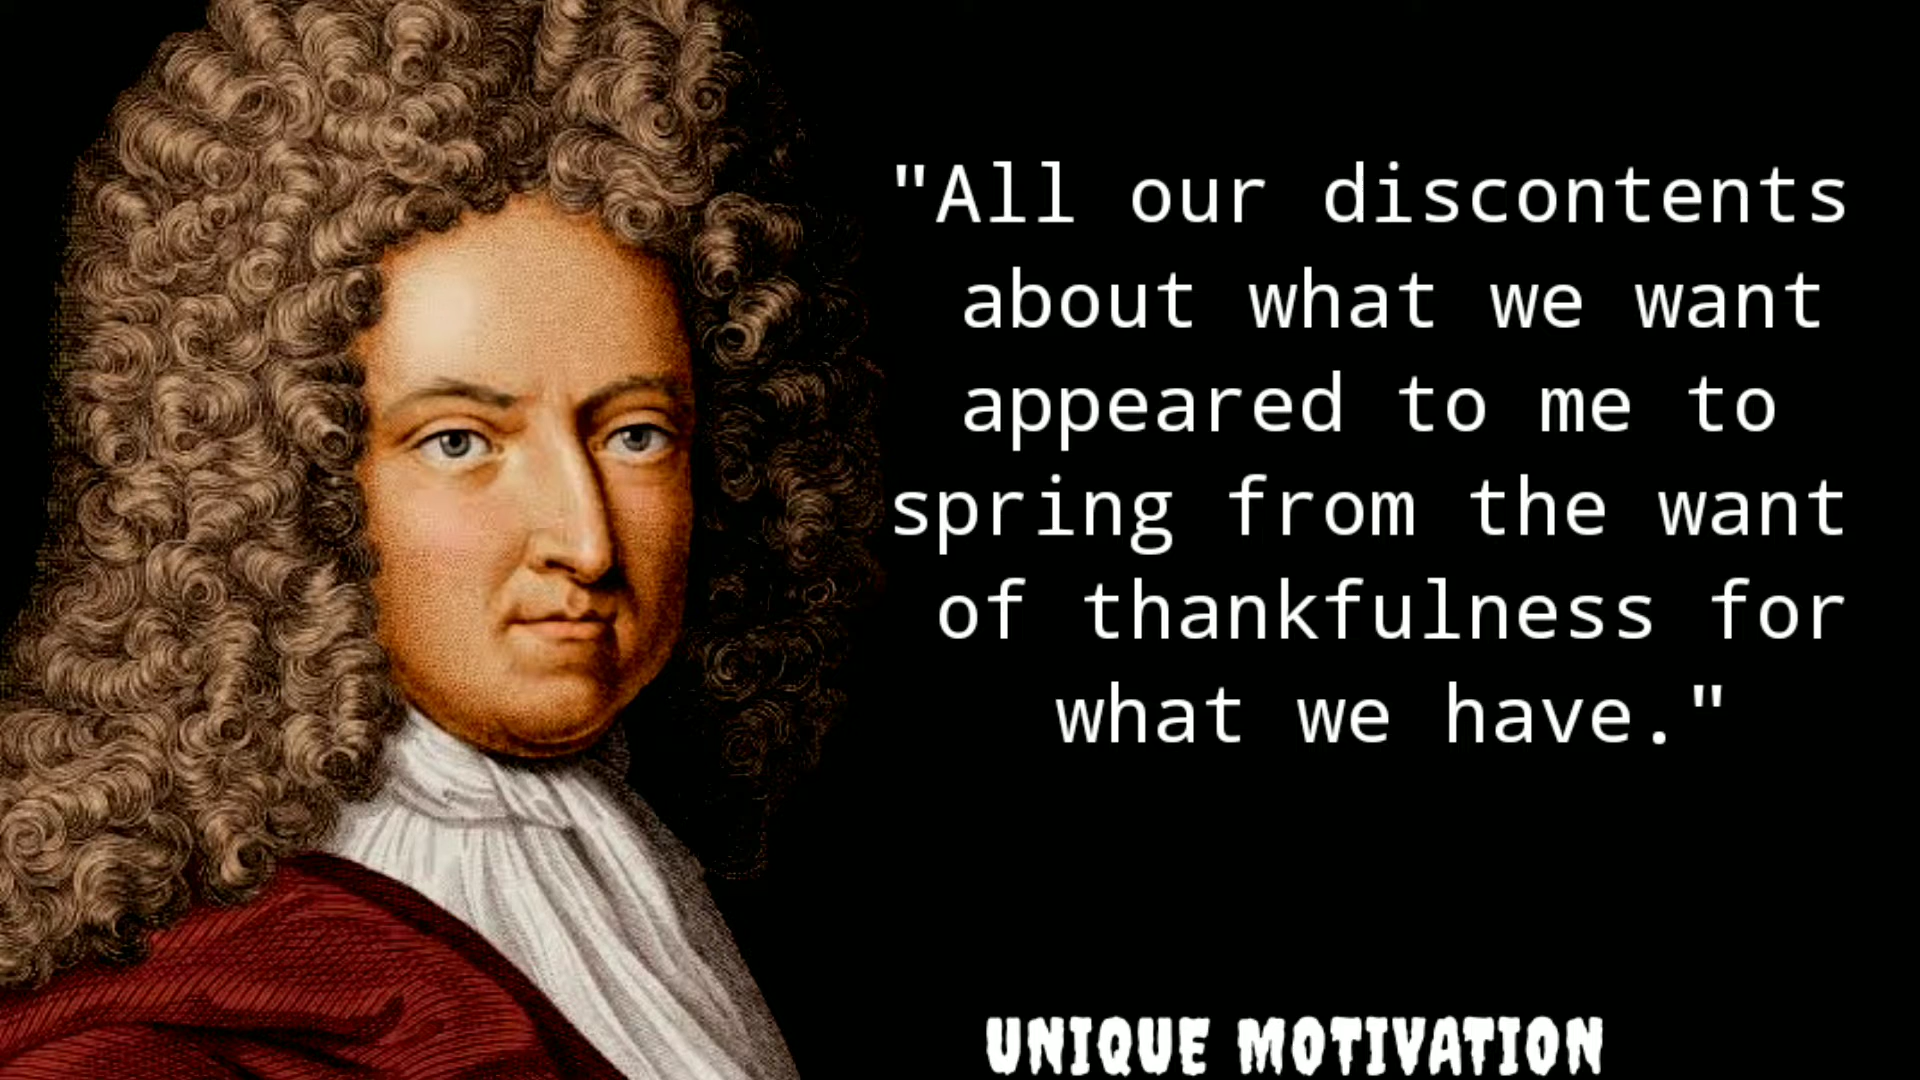 "All our discontents
about what we want
appeared to me to
spring from the want
of thankfulness for
what we have."
UNIQUE MOTIVATION